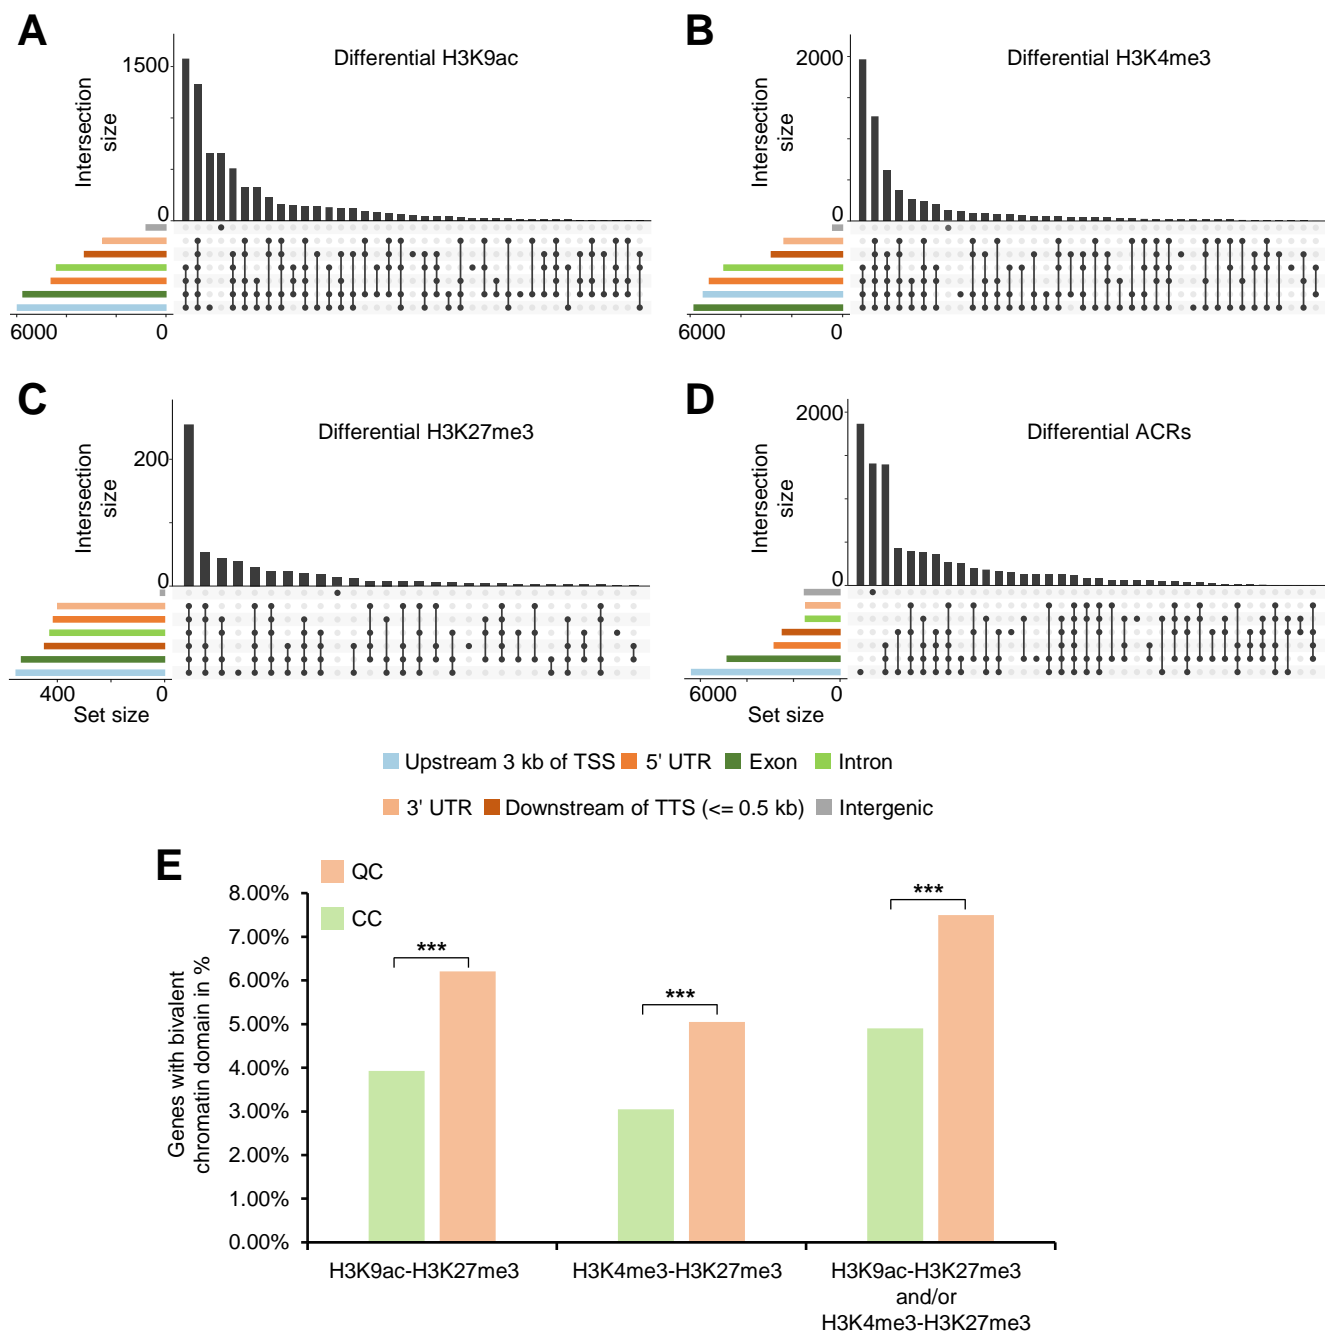 A
Differential H3K9ac
Intersection
size
1500
0
6000
0
B
Differential H3K4me3
Intersection
size
2000
0
6000
0
C
Differential H3K27me3
Intersection
size
200
0
400
0
Set size
D
Differential ACRs
Intersection
size
2000
0
6000
0
Set size
Upstream 3 kb of TSS
5' UTR
Exon
Intron
3' UTR
Downstream of TTS (<= 0.5 kb)
Intergenic
E
QC
CC
Genes with bivalent
chromatin domain in %
8.00%
7.00%
6.00%
5.00%
4.00%
3.00%
2.00%
1.00%
0.00%
***
***
***
H3K9ac-H3K27me3
H3K4me3-H3K27me3
H3K9ac-H3K27me3
and/or
H3K4me3-H3K27me3